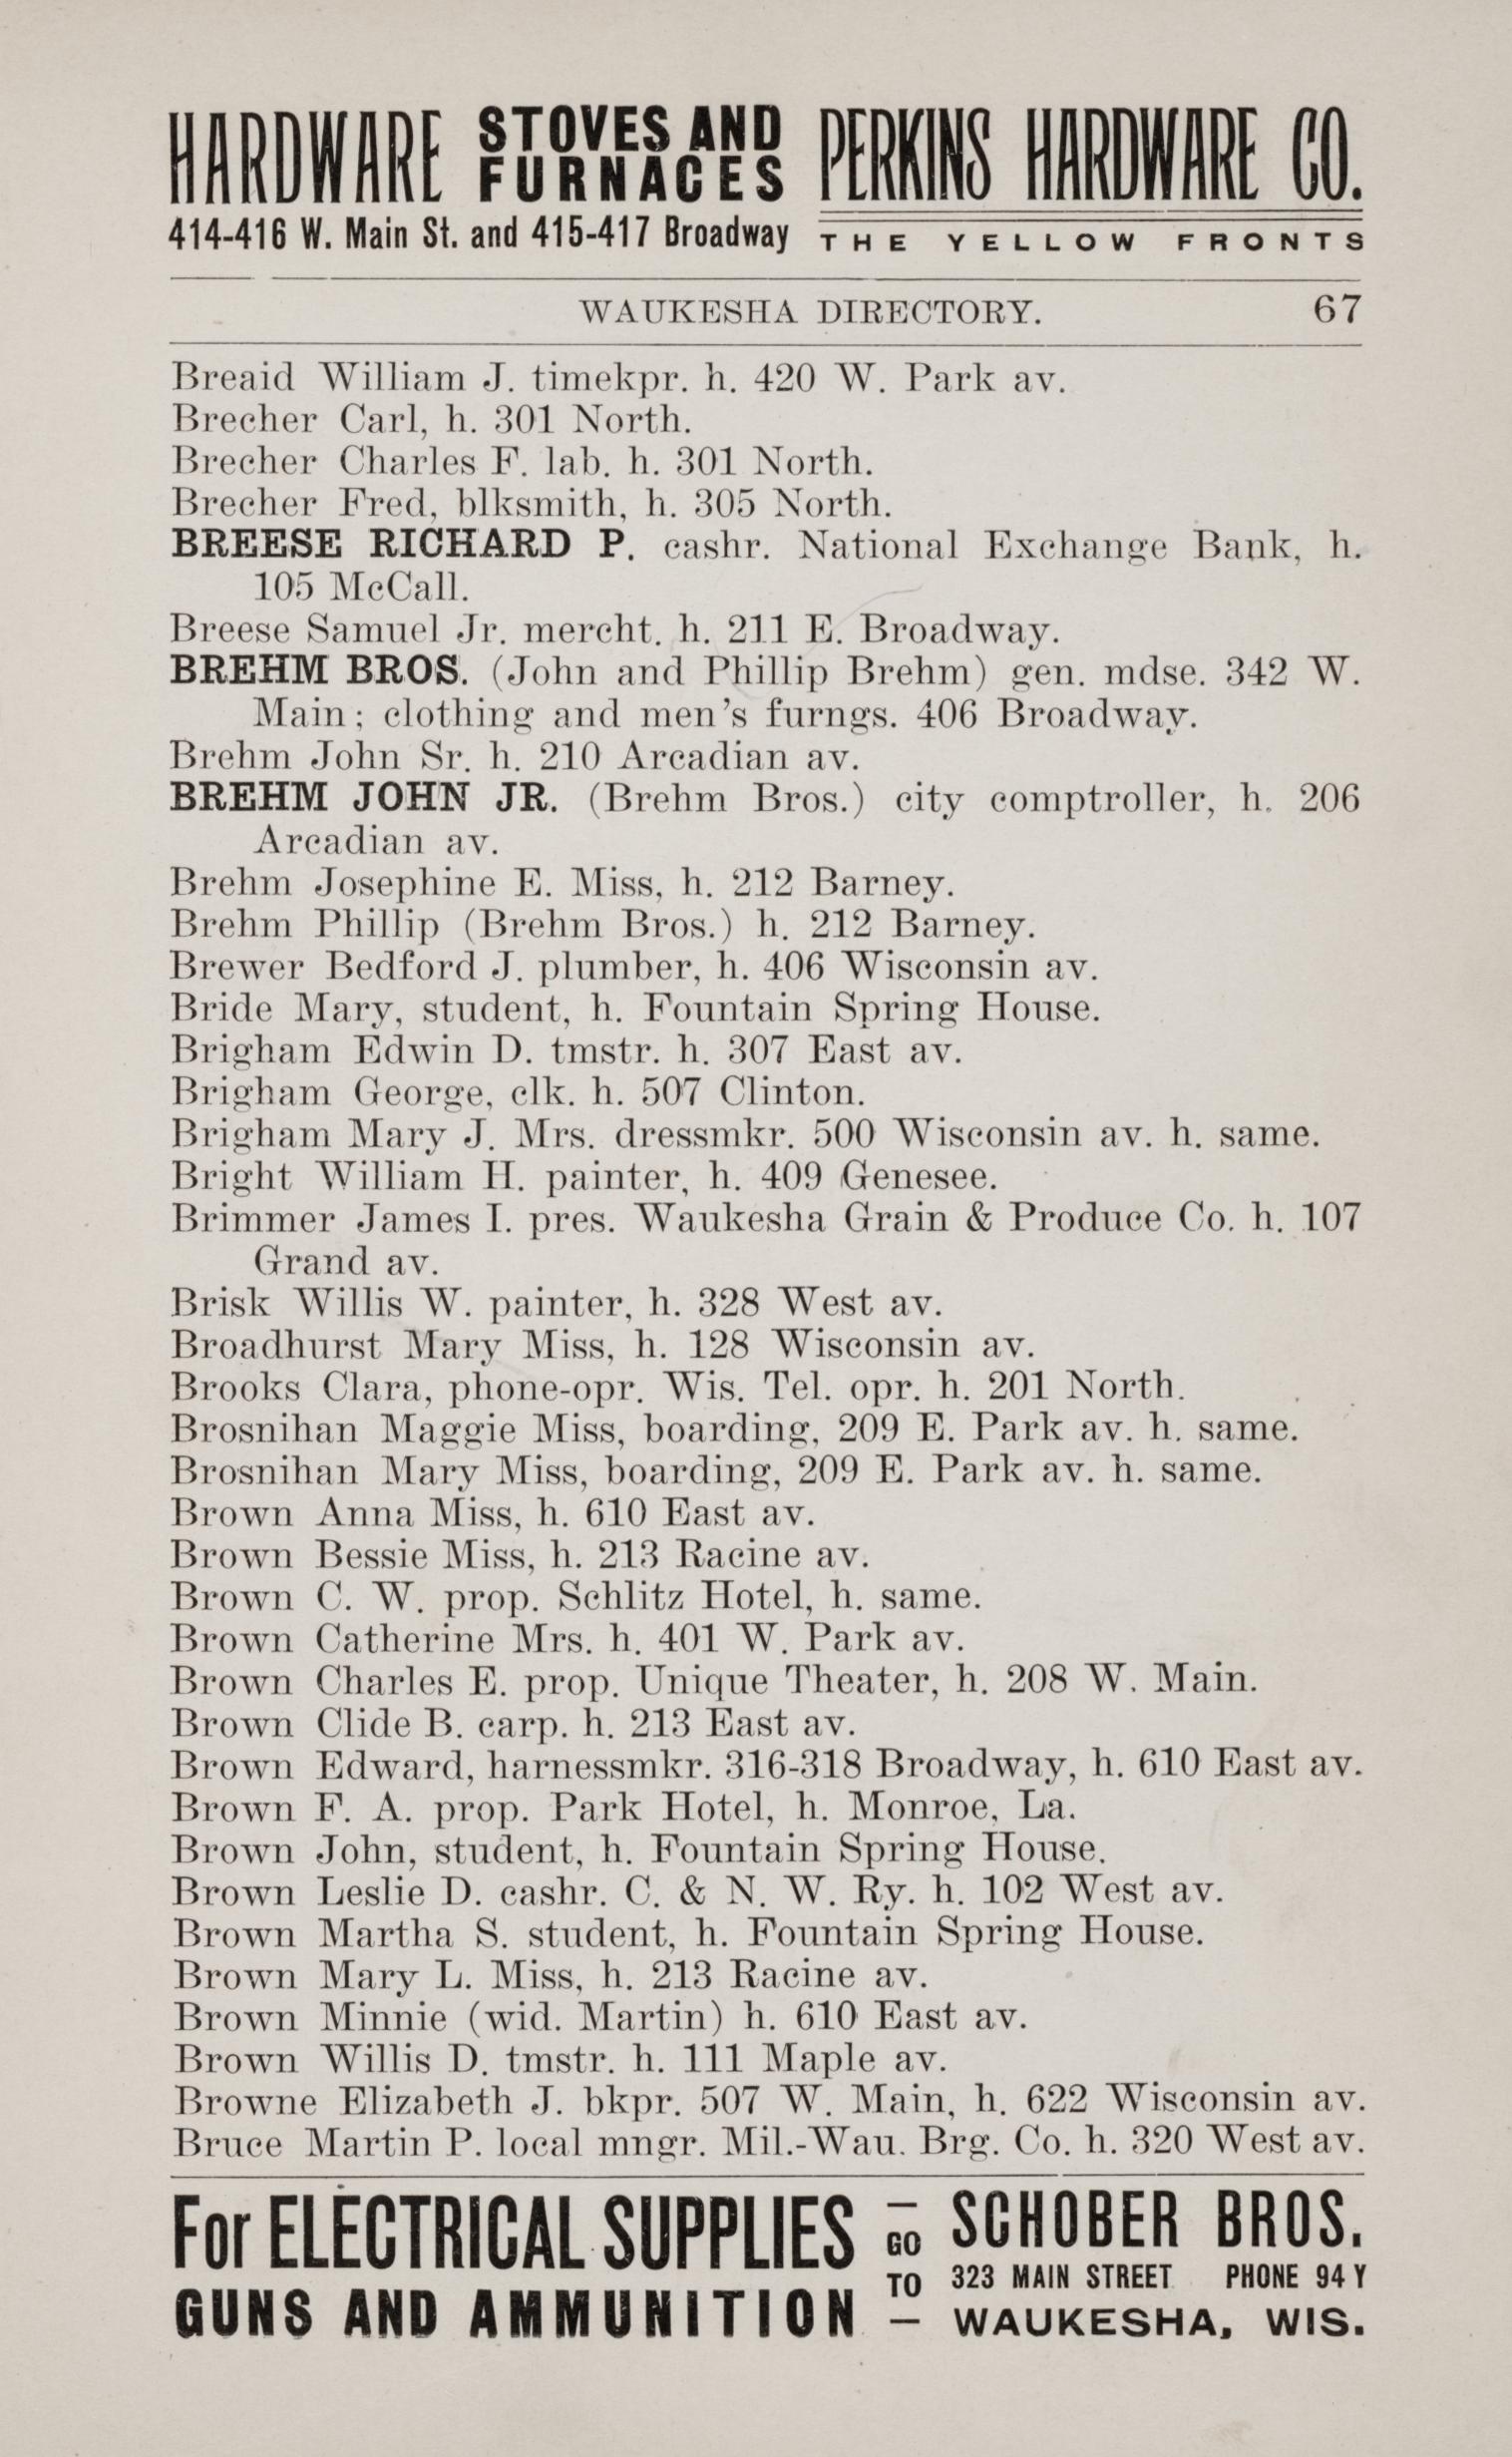 HARDWARE STOVES AND FURNACES PERKINS HARDWARE CO.
414-416 W. Main St. and 415-417 Broadway THE YELLOW FRONTS
WAUKESHA DIRECTORY. 67
Breaid William J. timekpr. h. 420 W. Park av.
Brecher Carl, h. 301 North.
Brecher Charles F. lab. h. 301 North.
Brecher Fred, blksmith, h. 305 North.
BREESE RICHARD P. cashr. National Exchange Bank, h.
105 McCall.
Breese Samuel Jr. mercht. h. 211 E. Broadway.
BREHM BROS. (John and Phillip Brehm) gen. mdse. 342 W.
Main; clothing and men's furngs. 406 Broadway.
Brehm John Sr. h. 210 Arcadian av.
BREHM JOHN JR. (Brehm Bros.) city comptroller, h. 206
Arcadian av.
Brehm Josephine E. Miss, h. 212 Barney.
Brehm Phillip (Brehm Bros.) h. 212 Barney.
Brewer Bedford J. plumber, h. 406 Wisconsin av.
Bride Mary, student, h. Fountain Spring House.
Brigham Edwin D. tmstr. h. 307 East av.
Brigham George, clk. h. 507 Clinton.
Brigham Mary J. Mrs. dressmkr. 500 Wisconsin av. h. same.
Bright William H. painter, h. 409 Genesee.
Brimmer James I. pres. Waukesha Grain & Produce Co. h. 107
Grand av.
Brisk Willis W. painter, h. 328 West av.
Broadhurst Mary Miss, h. 128 Wisconsin av.
Brooks Clara, phone-opr. Wis. Tel. opr. h. 201 North.
Brosnihan Maggie Miss, boarding, 209 E. Park av. h. same.
Brosnihan Mary Miss, boarding, 209 E. Park av. h. same.
Brown Anna Miss, h. 610 East av.
Brown Bessie Miss, h. 213 Racine av.
Brown C. W. prop. Schlitz Hotel, h. same.
Brown Catherine Mrs. h. 401 W. Park av.
Brown Charles E. prop. Unique Theater, h. 208 W. Main.
Brown Clide B. carp. h. 213 East av.
Brown Edward, harnessmkr. 316-318 Broadway, h. 610 East av.
Brown F. A. prop. Park Hotel, h. Monroe, La.
Brown John, student, h. Fountain Spring House.
Brown Leslie D. cashr. C. & N. W. Ry. h. 102 West av.
Brown Martha S. student, h. Fountain Spring House.
Brown Mary L. Miss, h. 213 Racine av.
Brown Minnie (wid. Martin) h. 610 East av.
Brown Willis D. tmstr. h. 111 Maple av.
Browne Elizabeth J. bkpr. 507 W. Main, h. 622 Wisconsin av.
Bruce Martin P. local mngr. Mil.-Wau. Brg. Co. h. 320 West av.
For ELECTRICAL SUPPLIES — GO SCHOBER BROS.
TO 323 MAIN STREET PHONE 94 Y
GUNS AND AMMUNITION — WAUKESHA, WIS.